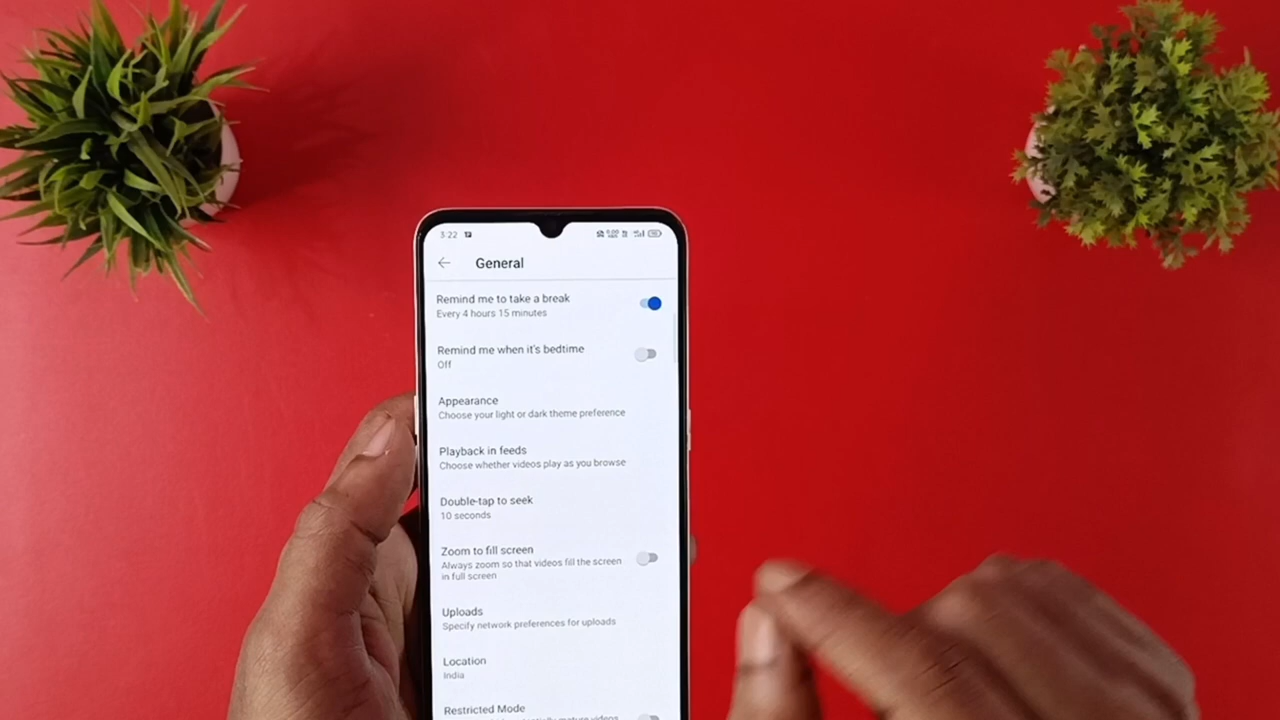 3:22
General
Remind me to take a break
Every 4 hours 15 minutes
Remind me when it's bedtime
Off
Appearance
Choose your light or dark theme preference
Playback in feeds
Choose whether videos play as you browse
Double-tap to seek
10 seconds
Zoom to fill screen
Always zoom so that videos fill the screen
in full screen
Uploads
Specify network preferences for uploads
Location
India
Restricted Mode
videos